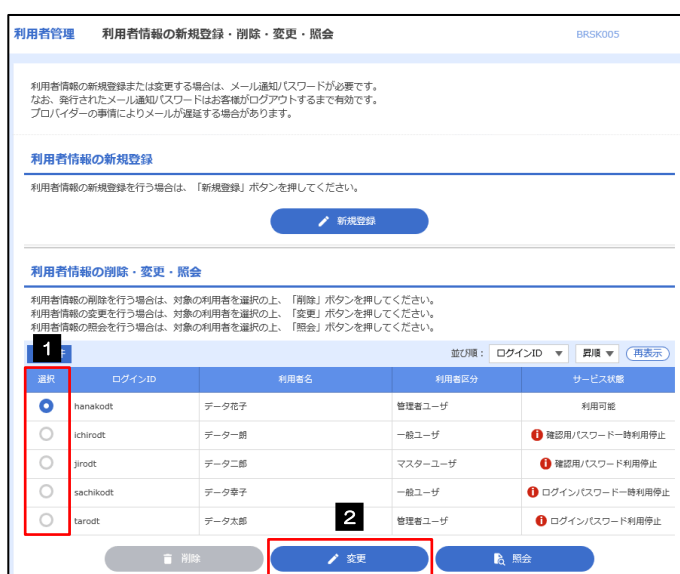 利用者管理 利用者情報の新規登録・削除・変更・照会 BRSK005
利用者情報の新規登録または変更する場合は、メール通知パスワードが必要です。
なお、発行されたメール通知パスワードはお客様がログアウトするまで有効です。
プロバイダーの事情によりメールが遅延する場合があります。
利用者情報の新規登録
利用者情報の新規登録を行う場合は、「新規登録」ボタンを押してください。
新規登録
利用者情報の削除・変更・照会
利用者情報の削除を行う場合は、対象の利用者を選択の上、「削除」ボタンを押してください。
利用者情報の変更を行う場合は、対象の利用者を選択の上、「変更」ボタンを押してください。
利用者情報の照会を行う場合は、対象の利用者を選択の上、「照会」ボタンを押してください。
1 並び順： ログインID ▼ 昇順 ▼ 再表示
選択 ログインID 利用者名 利用者区分 サービス状態
hanakodt データ花子 管理者ユーザ 利用可能
ichirodt データ一朗 一般ユーザ 確認用パスワード一時利用停止
jirodt データ二郎 マスターユーザ 確認用パスワード利用停止
sachikodt データ幸子 一般ユーザ ログインパスワード一時利用停止
tarodt データ太郎 管理者ユーザ ログインパスワード利用停止
2
削除 変更 照会